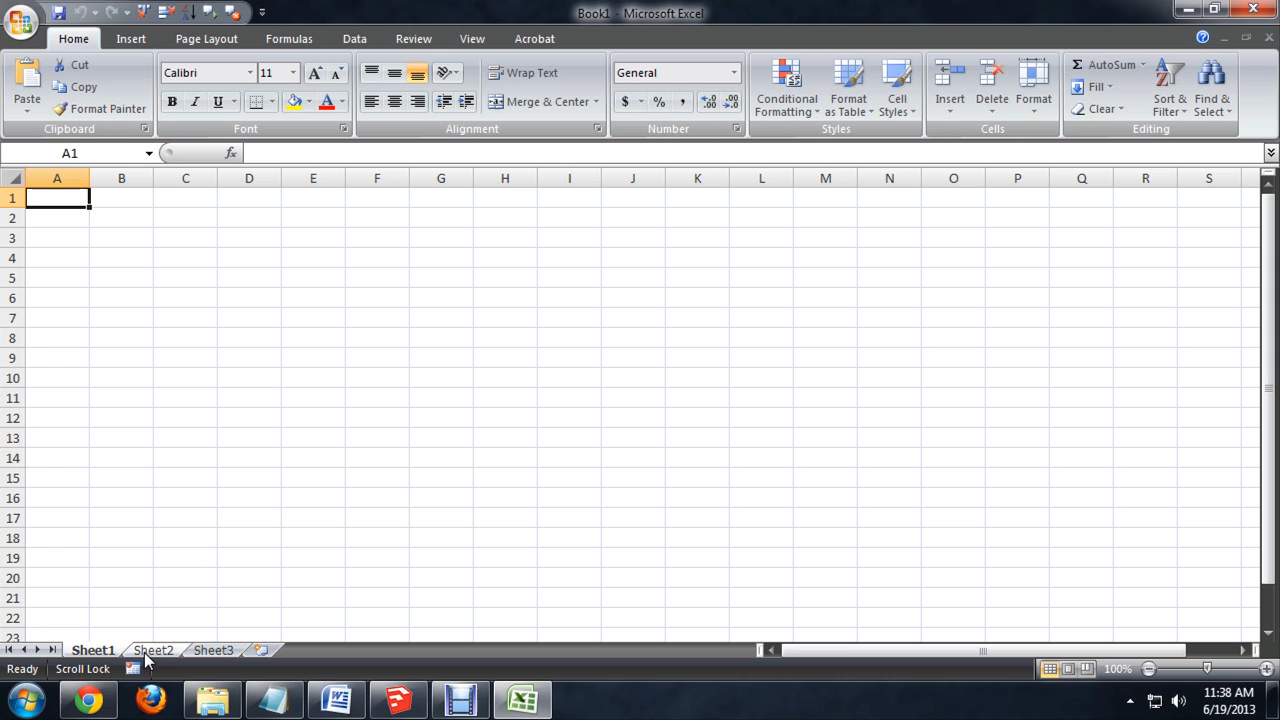 Book1 - Microsoft Excel
Home Insert Page Layout Formulas Data Review View Acrobat
Paste Cut Copy Format Painter
Calibri 11
B I U A
Wrap Text
Merge & Center
General
$ % ,
Conditional Formatting
Format as Table
Cell Styles
Insert Delete Format
Σ AutoSum
Fill
Clear
Sort & Filter
Find & Select
Clipboard Font Alignment Number Styles Cells Editing
A1 fx
A B C D E F G H I J K L M N O P Q R S
1
2
3
4
5
6
7
8
9
10
11
12
13
14
15
16
17
18
19
20
21
22
23
Sheet1 Sheet2 Sheet3
Ready Scroll Lock 100%
11:38 AM
6/19/2013